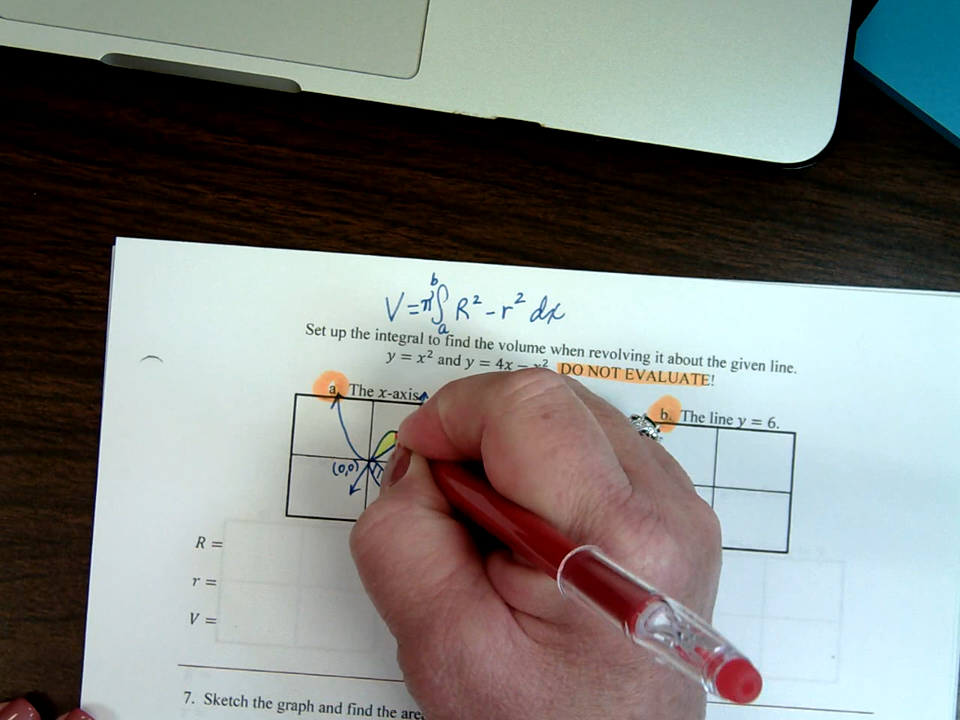 V = π∫ₐᵇ R² - r² dx
Set up the integral to find the volume when revolving it about the given line.
y = x² and y = 4x − x² DO NOT EVALUATE!
a. The x-axis
b. The line y = 6.
(0,0)
R =
r =
V =
7. Sketch the graph and find the